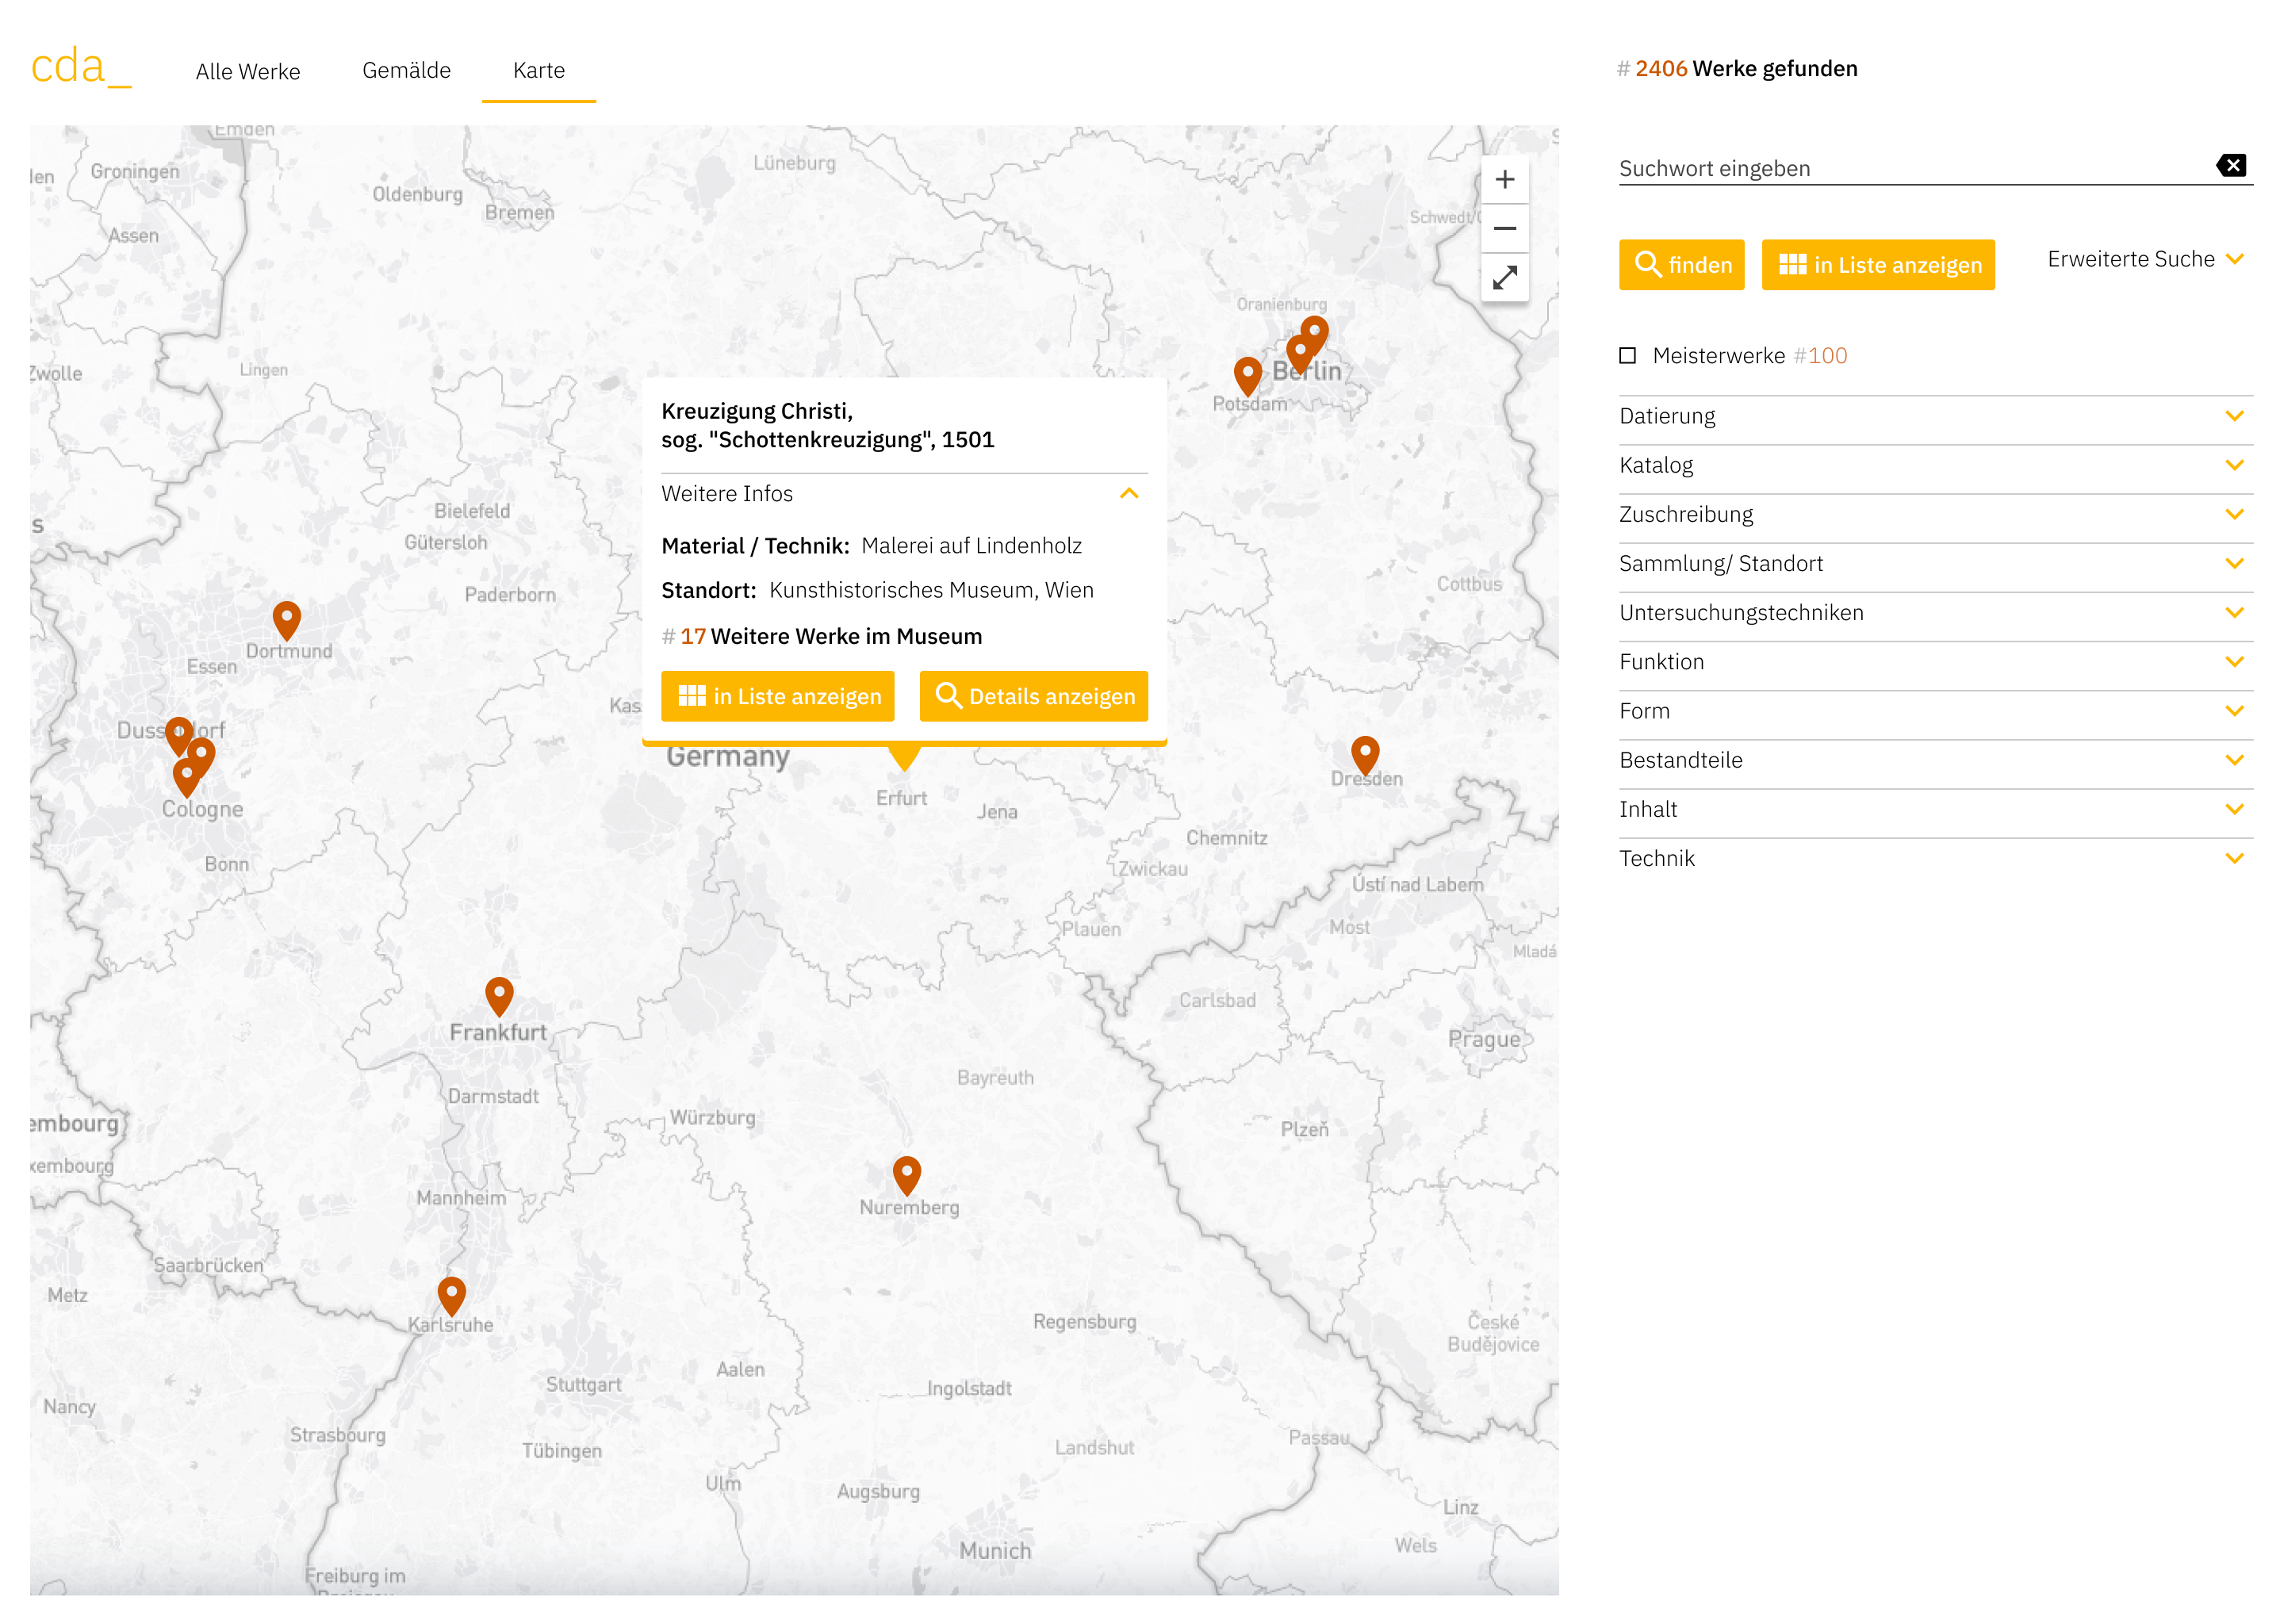 cda_
Alle Werke
Gemälde
Karte
# 2406 Werke gefunden
Suchwort eingeben
finden
in Liste anzeigen
Erweiterte Suche
Meisterwerke #100
Datierung
Katalog
Zuschreibung
Sammlung/ Standort
Untersuchungstechniken
Funktion
Form
Bestandteile
Inhalt
Technik
Kreuzigung Christi,
sog. "Schottenkreuzigung", 1501
Weitere Infos
Material / Technik: Malerei auf Lindenholz
Standort: Kunsthistorisches Museum, Wien
# 17 Weitere Werke im Museum
in Liste anzeigen
Details anzeigen
Emden
Groningen
Lüneburg
Oldenburg
Bremen
Schwedt/
Assen
Oranienburg
Lingen
Zwolle
Berlin
Potsdam
Bielefeld
Gütersloh
Paderborn
Cottbus
Dortmund
Essen
Kas
Germany
Dresden
Erfurt
Jena
Cologne
Chemnitz
Bonn
Zwickau
Ústí nad Labem
Most
Plauen
Mladá
Carlsbad
Frankfurt
Prague
Bayreuth
Darmstadt
Würzburg
embourg
Plzeň
xembourg
Mannheim
Nuremberg
Saarbrücken
Metz
Karlsruhe
Regensburg
České
Budějovice
Aalen
Stuttgart
Ingolstadt
Nancy
Strasbourg
Passau
Landshut
Tübingen
Ulm
Augsburg
Linz
Wels
Munich
Freiburg im